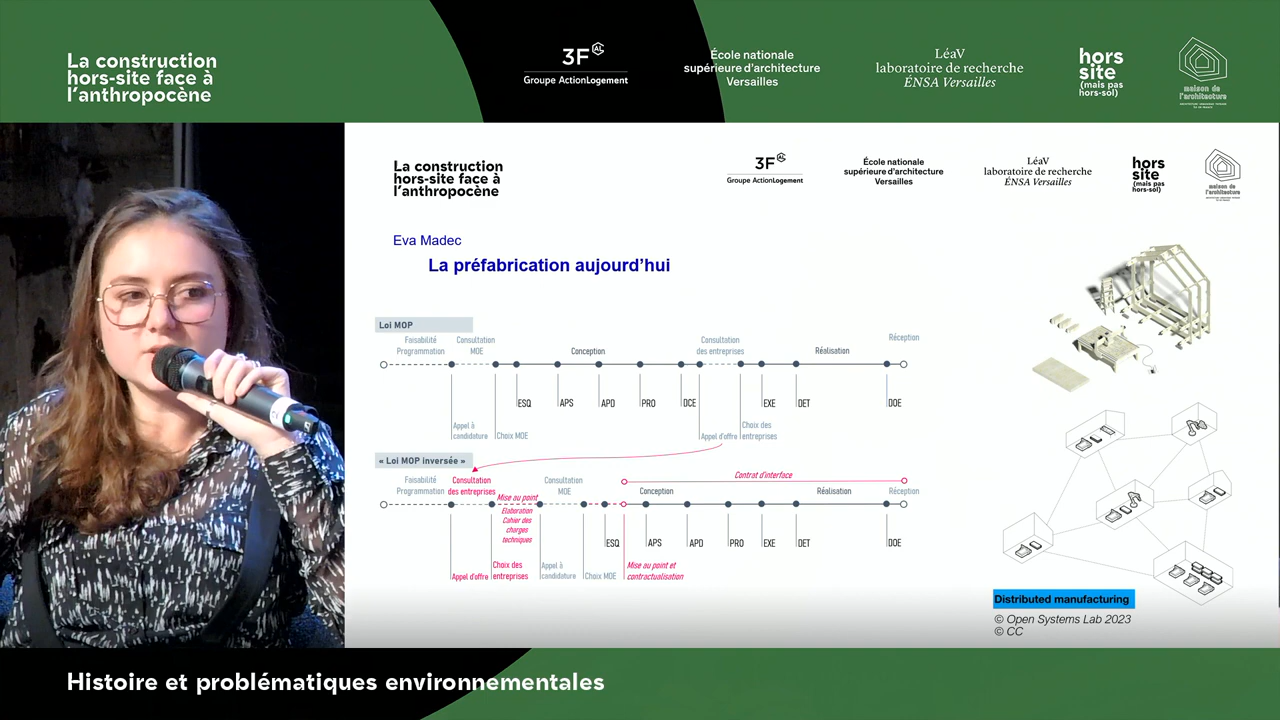 La construction
hors-site face à
l'anthropocène
3F AL
Groupe ActionLogement
École nationale
supérieure d'architecture
Versailles
LéaV
laboratoire de recherche
ÉNSA Versailles
hors
site
(mais pas
hors-sol)
maison de
l'architecture
La construction
hors-site face à
l'anthropocène
3F AL
Groupe ActionLogement
École nationale
supérieure d'architecture
Versailles
LéaV
laboratoire de recherche
ÉNSA Versailles
hors
site
(mais pas
hors-sol)
maison de
l'architecture
Eva Madec
La préfabrication aujourd'hui
Loi MOP
Faisabilité
Programmation
Consultation
MOE
Conception
Consultation
des entreprises
Réalisation
Réception
ESQ
APS
APD
PRO
DCE
EXE
DET
DOE
Appel à
candidature
Choix MOE
Appel d'offre
Choix des
entreprises
« Loi MOP inversée »
Faisabilité
Programmation
Consultation
des entreprises
Mise au point
Elaboration
Cahier des
charges
techniques
Consultation
MOE
Contrat d'interface
Conception
Réalisation
Réception
ESQ
APS
APD
PRO
EXE
DET
DOE
Appel d'offre
Choix des
entreprises
Appel à
candidature
Choix MOE
Mise au point et
contractualisation
Distributed manufacturing
© Open Systems Lab 2023
© CC
Histoire et problématiques environnementales